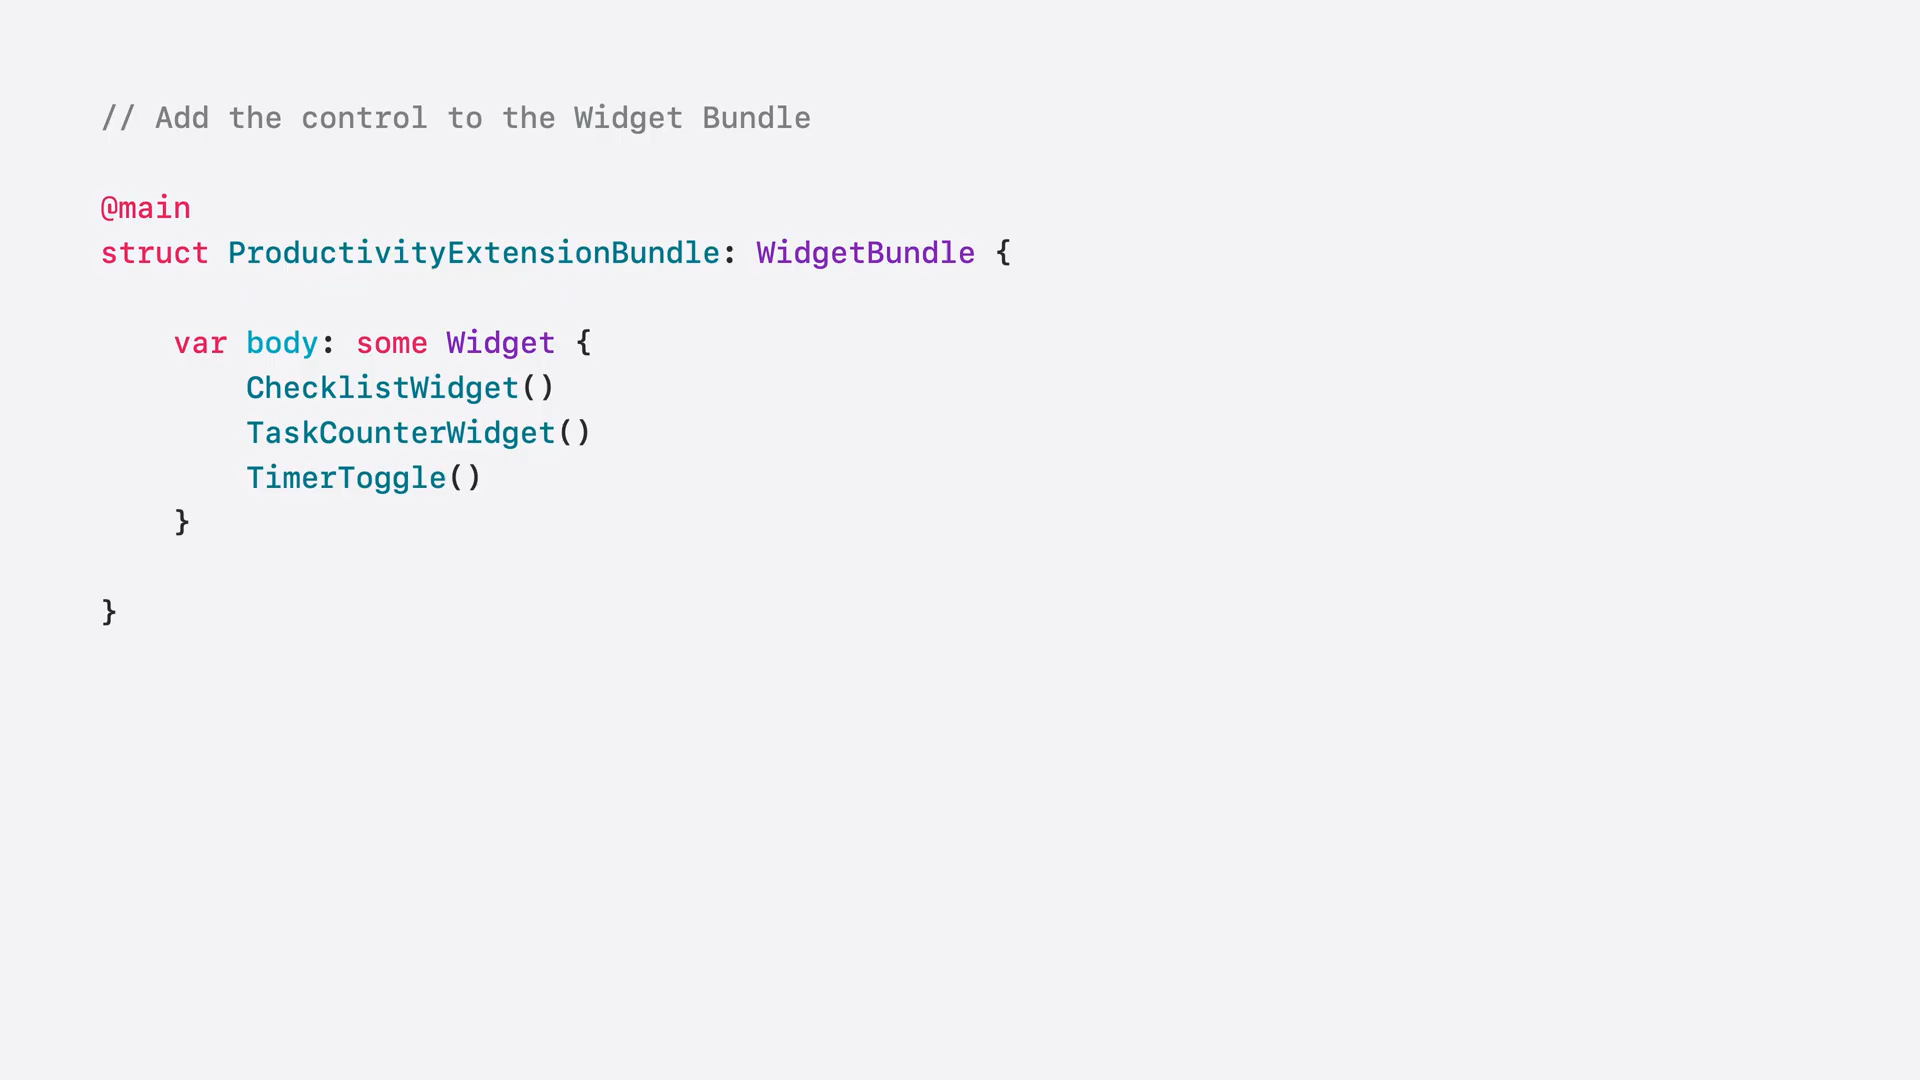 // Add the control to the Widget Bundle
@main
struct ProductivityExtensionBundle: WidgetBundle {
    var body: some Widget {
        ChecklistWidget()
        TaskCounterWidget()
        TimerToggle()
    }
}